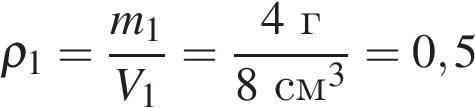 ρ₁ = m₁/V₁ = 4 г/8 см³ = 0,5